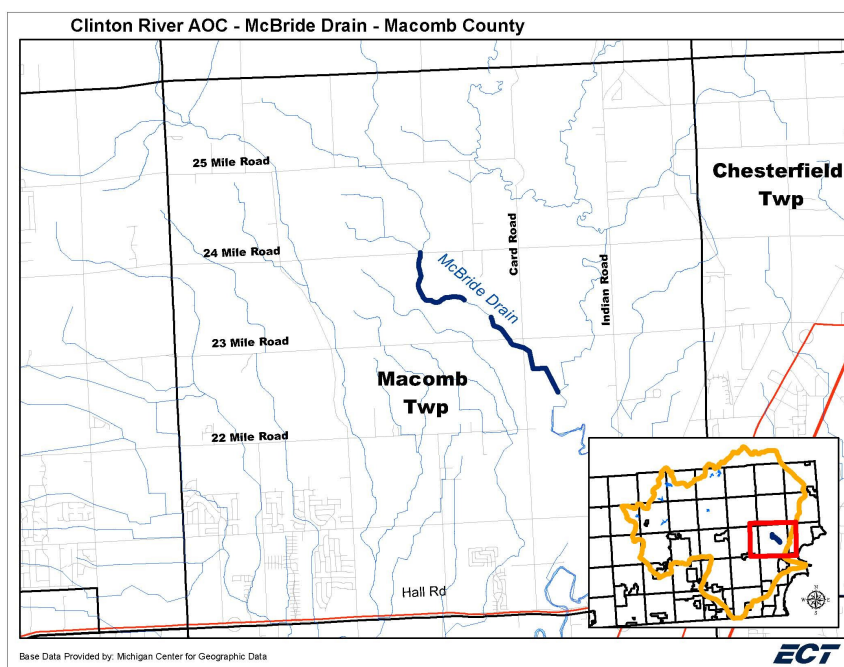 Clinton River AOC - McBride Drain - Macomb County
25 Mile Road
Chesterfield
Twp
24 Mile Road
McBride Drain
Card Road
Indian Road
23 Mile Road
Macomb
Twp
22 Mile Road
Hall Rd
N
W
E
S
Base Data Provided by: Michigan Center for Geographic Data
ECT